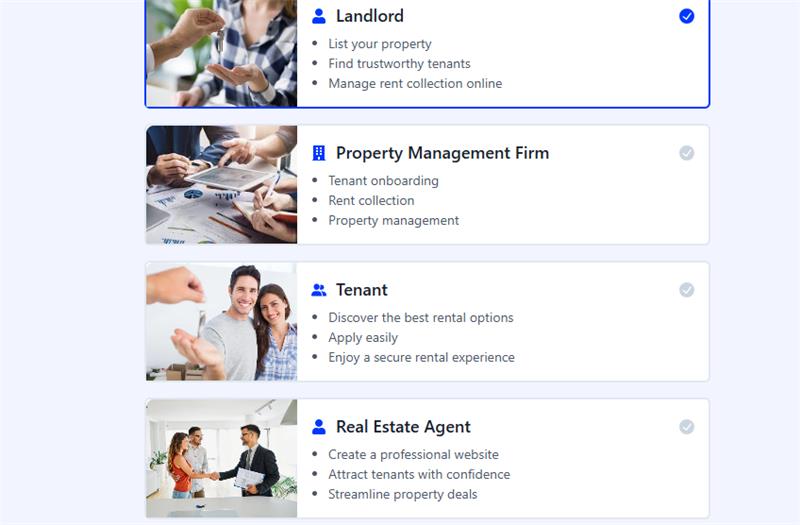 Landlord
List your property
Find trustworthy tenants
Manage rent collection online
Property Management Firm
Tenant onboarding
Rent collection
Property management
Tenant
Discover the best rental options
Apply easily
Enjoy a secure rental experience
Real Estate Agent
Create a professional website
Attract tenants with confidence
Streamline property deals